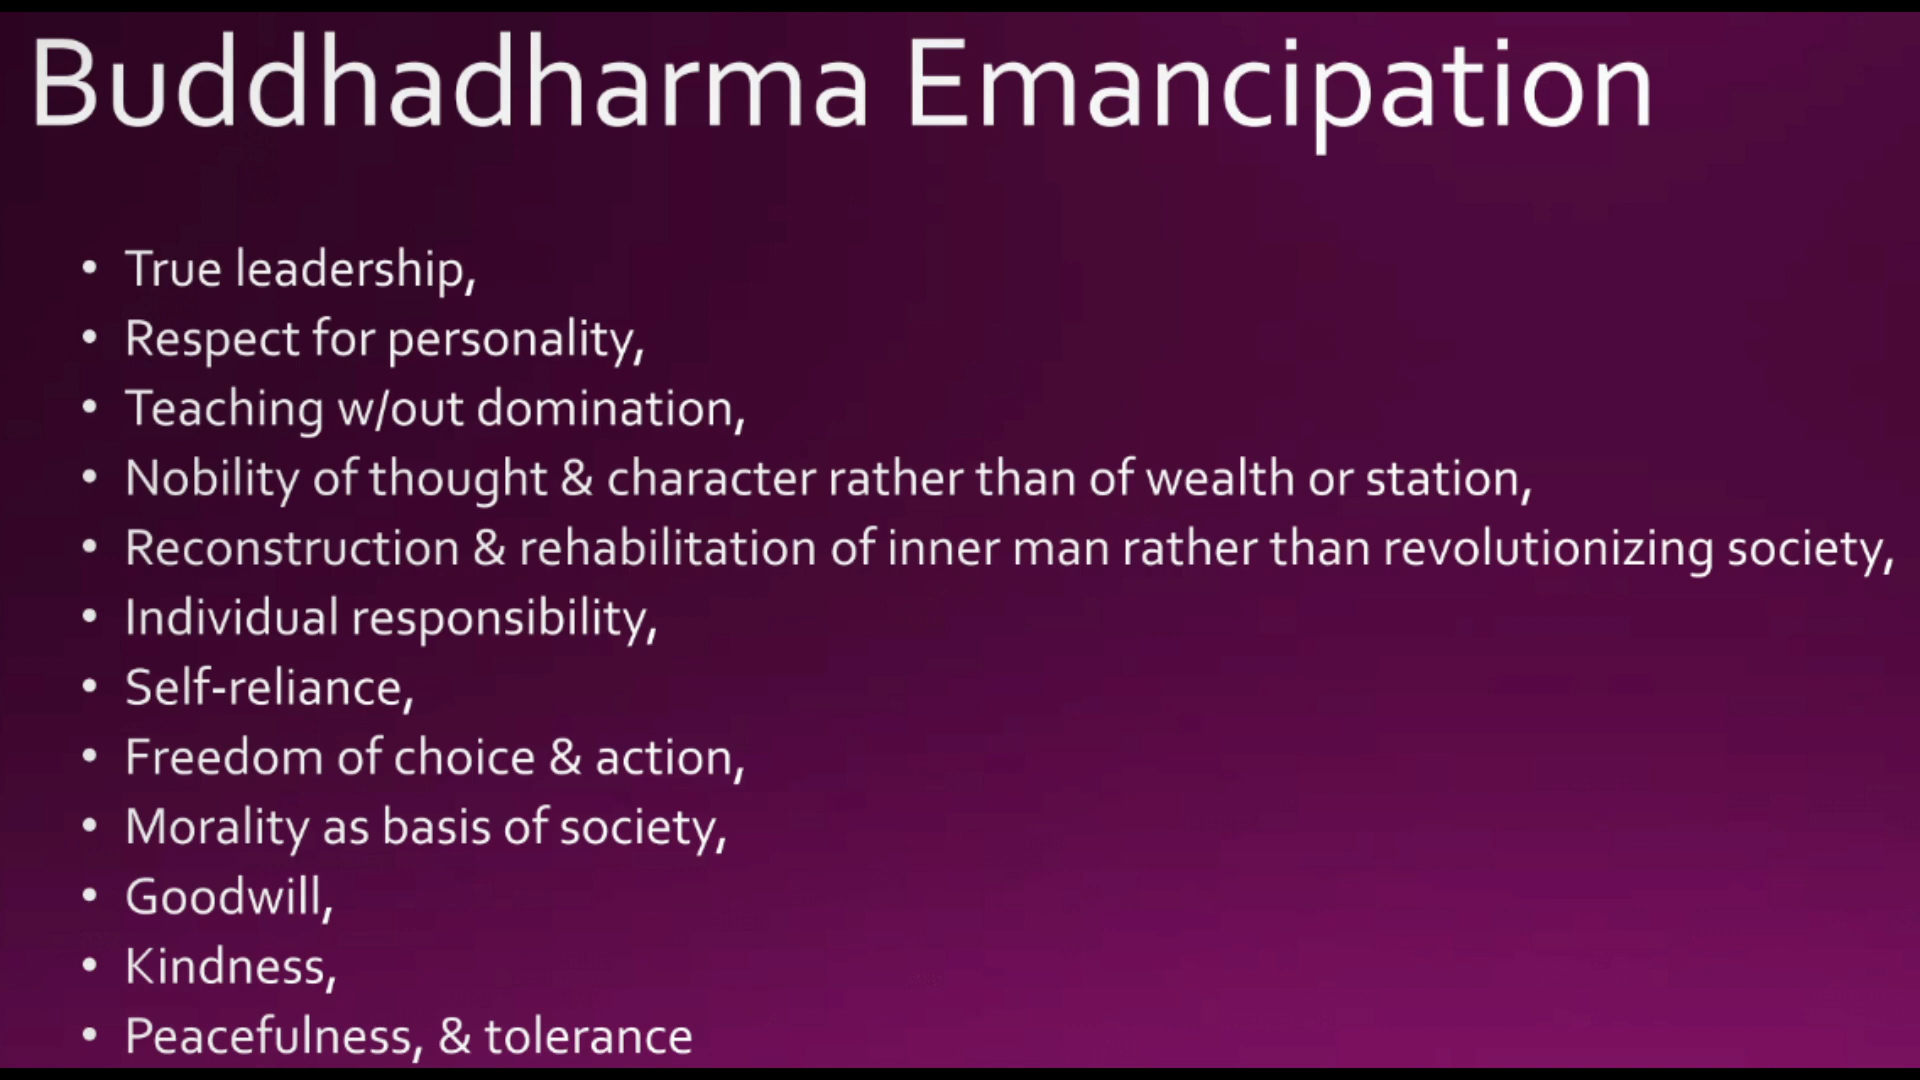 Buddhadharma Emancipation
• True leadership,
• Respect for personality,
• Teaching w/out domination,
• Nobility of thought & character rather than of wealth or station,
• Reconstruction & rehabilitation of inner man rather than revolutionizing society,
• Individual responsibility,
• Self-reliance,
• Freedom of choice & action,
• Morality as basis of society,
• Goodwill,
• Kindness,
• Peacefulness, & tolerance